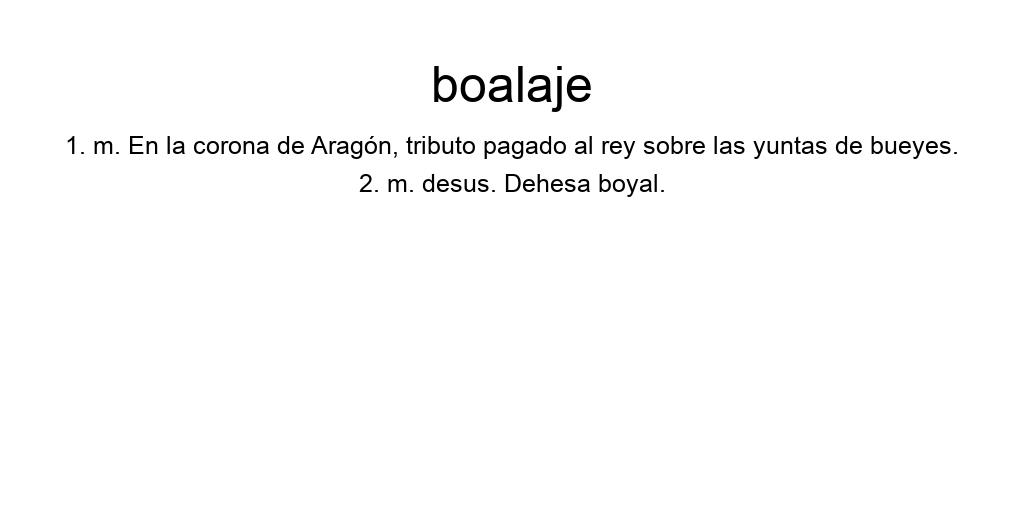 boalaje
1. m. En la corona de Aragón, tributo pagado al rey sobre las yuntas de bueyes.
2. m. desus. Dehesa boyal.